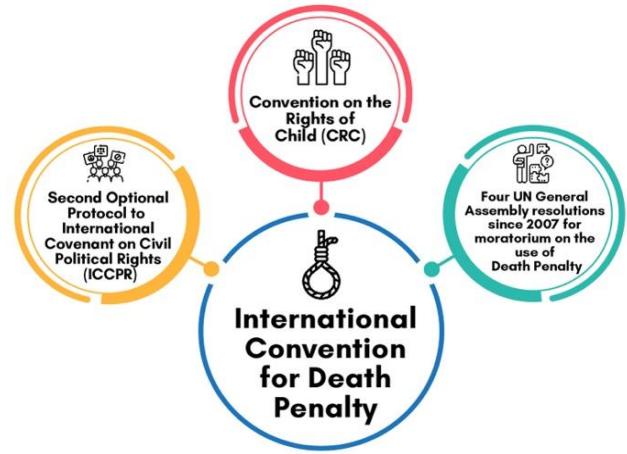 Convention on the
Rights of
Child (CRC)
Second Optional
Protocol to
International
Covenant on Civil
Political Rights
(ICCPR)
Four UN General
Assembly resolutions
since 2007 for
moratorium on the
use of
Death Penalty
International
Convention
for Death
Penalty